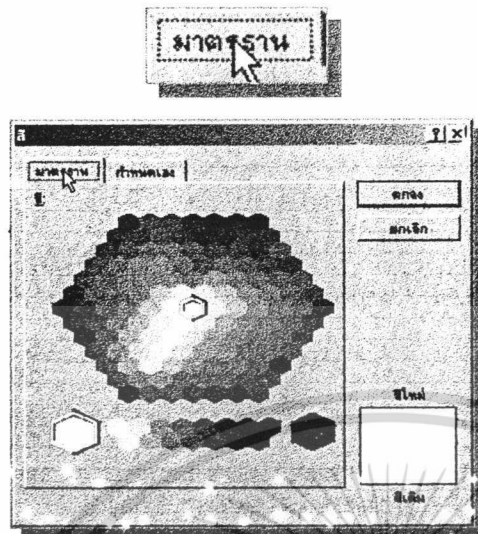 มาตรฐาน
สี
มาตรฐาน กำหนดเอง
สี:
ตกลง
ยกเลิก
สีใหม่
สีเดิม